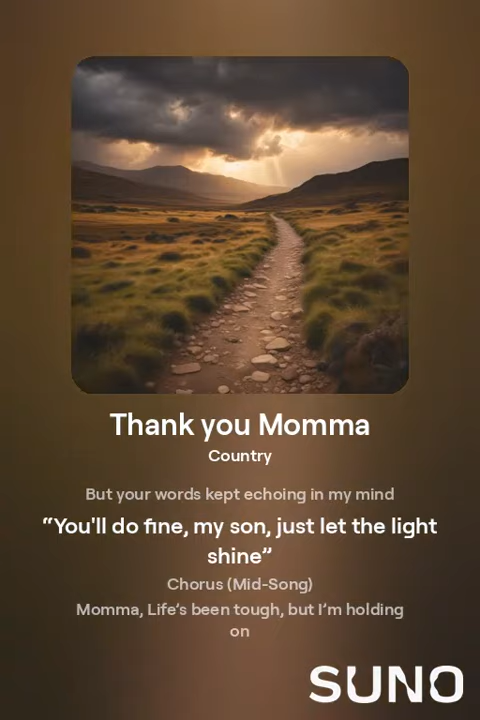 Thank you Momma
Country
But your words kept echoing in my mind
“You'll do fine, my son, just let the light
shine”
Chorus (Mid-Song)
Momma, Life’s been tough, but I’m holding
on
SUNO